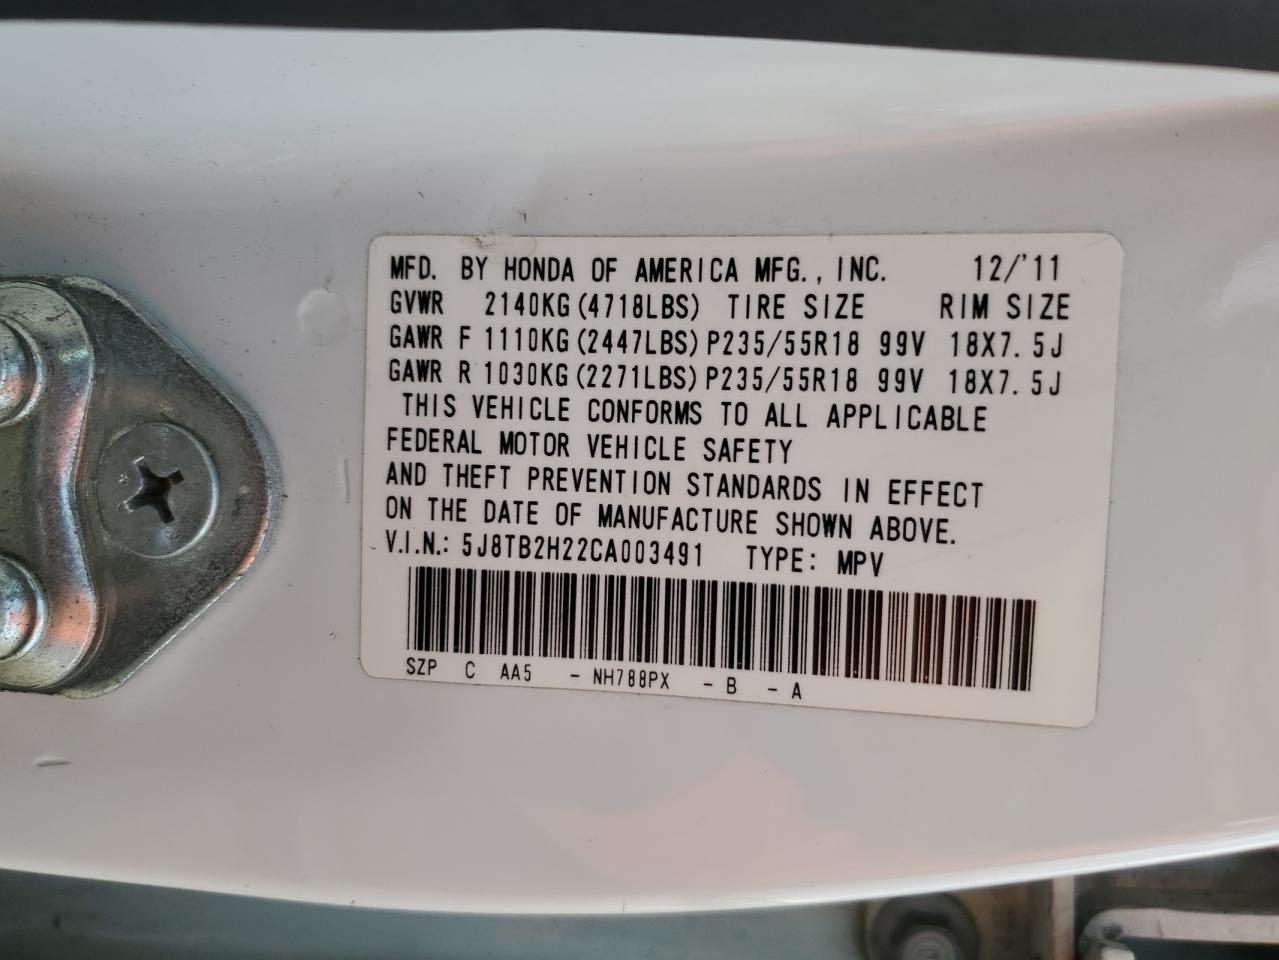 MFD. BY HONDA OF AMERICA MFG., INC. 12/'11
GVWR 2140KG (4718LBS) TIRE SIZE RIM SIZE
GAWR F 1110KG (2447LBS) P235/55R18 99V 18X7.5J
GAWR R 1030KG (2271LBS) P235/55R18 99V 18X7.5J
THIS VEHICLE CONFORMS TO ALL APPLICABLE
FEDERAL MOTOR VEHICLE SAFETY
AND THEFT PREVENTION STANDARDS IN EFFECT
ON THE DATE OF MANUFACTURE SHOWN ABOVE.
V.I.N.: 5J8TB2H22CA003491 TYPE: MPV
SZP C AA5 - NH788PX - B - A